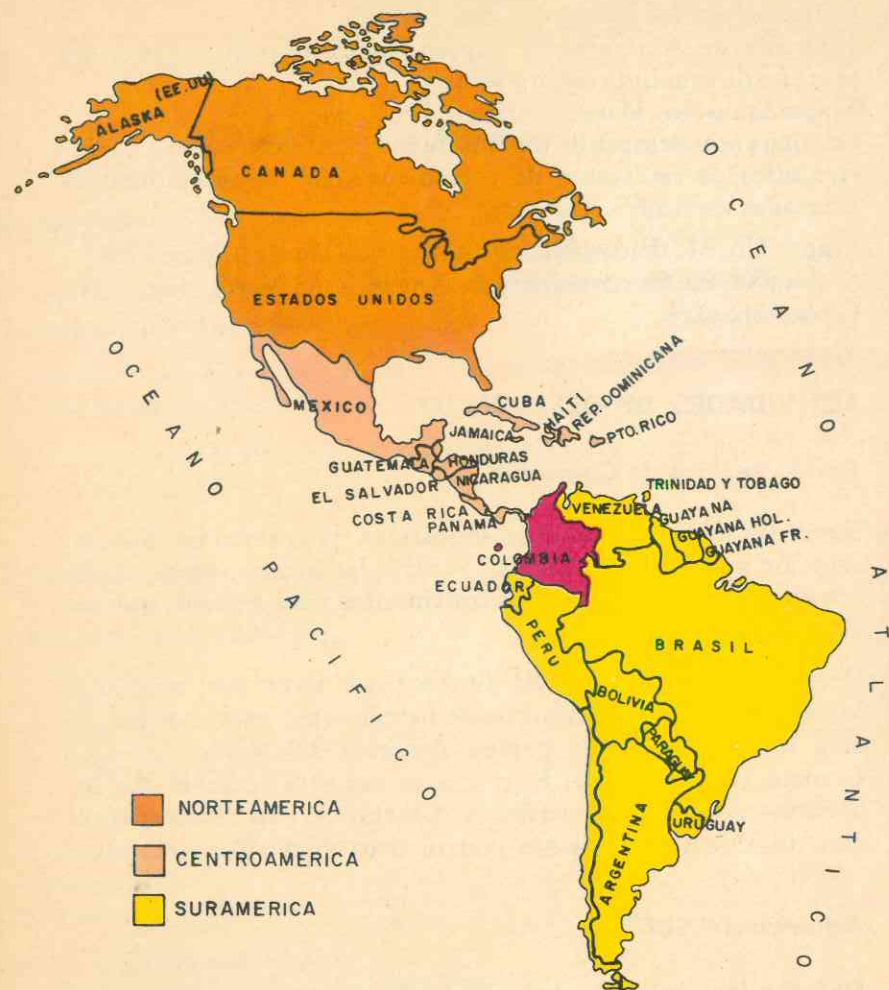 (EE.UU)
ALASKA
CANADA
ESTADOS UNIDOS
OCEANO
ATLANTICO
OCEANO
PACIFICO
MEXICO
CUBA
HAITI
REP. DOMINICANA
PTO. RICO
JAMAICA
GUATEMALA
HONDURAS
NICARAGUA
EL SALVADOR
COSTA RICA
PANAMA
TRINIDAD Y TOBAGO
VENEZUELA
GUAYANA
GUAYANA HOL.
GUAYANA FR.
COLOMBIA
ECUADOR
PERU
BRASIL
BOLIVIA
PARAGUAY
URUGUAY
ARGENTINA
NORTEAMERICA
CENTROAMERICA
SURAMERICA